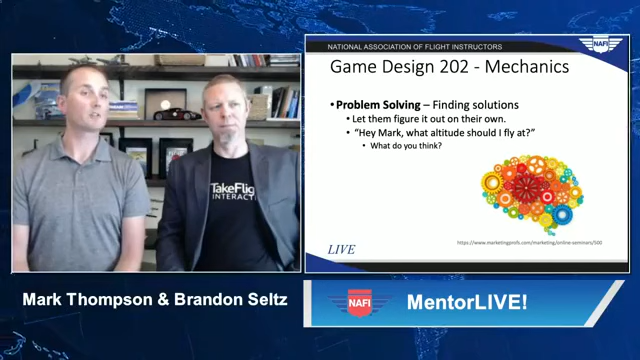 NATIONAL ASSOCIATION OF FLIGHT INSTRUCTORS
NAFI
Game Design 202 - Mechanics
•Problem Solving – Finding solutions
• Let them figure it out on their own.
• “Hey Mark, what altitude should I fly at?”
• What do you think?
TakeFlight
INTERACTIVE
https://www.marketingprofs.com/marketing/online-seminars/500
LIVE
Mark Thompson & Brandon Seltz
NAFI
MentorLIVE!